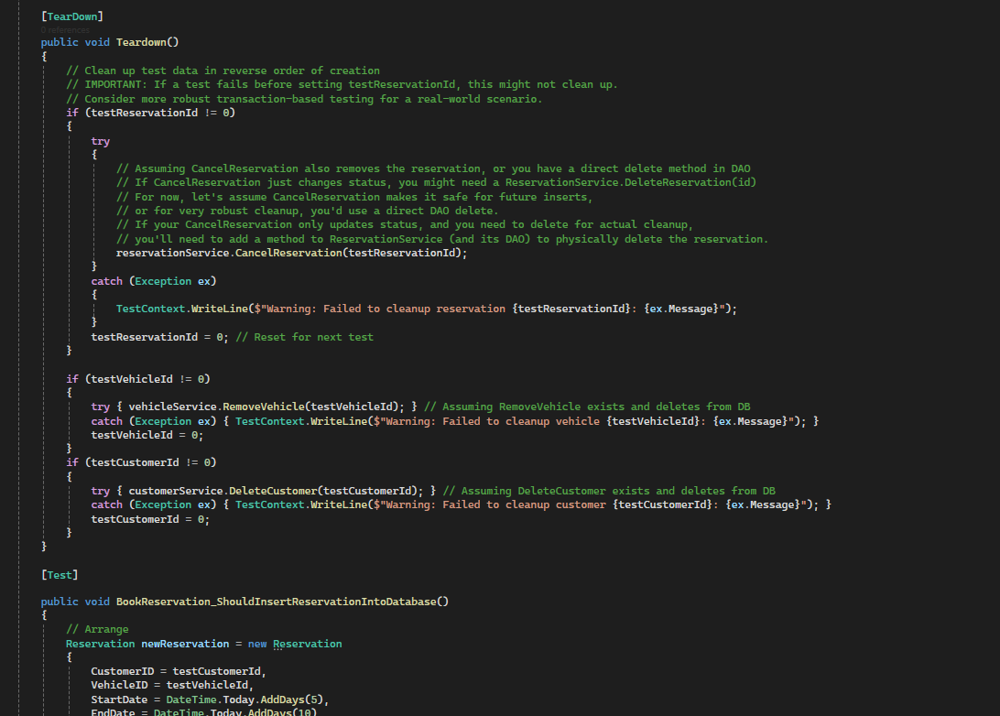 [TearDown]
0 references
public void Teardown()
{
// Clean up test data in reverse order of creation
// IMPORTANT: If a test fails before setting testReservationId, this might not clean up.
// Consider more robust transaction-based testing for a real-world scenario.
if (testReservationId != 0)
{
try
{
// Assuming CancelReservation also removes the reservation, or you have a direct delete method in DAO
// If CancelReservation just changes status, you might need a ReservationService.DeleteReservation(id)
// For now, let's assume CancelReservation makes it safe for future inserts,
// or for very robust cleanup, you'd use a direct DAO delete.
// If your CancelReservation only updates status, and you need to delete for actual cleanup,
// you'll need to add a method to ReservationService (and its DAO) to physically delete the reservation.
reservationService.CancelReservation(testReservationId);
}
catch (Exception ex)
{
TestContext.WriteLine($"Warning: Failed to cleanup reservation {testReservationId}: {ex.Message}");
}
testReservationId = 0; // Reset for next test
}
if (testVehicleId != 0)
{
try { vehicleService.RemoveVehicle(testVehicleId); } // Assuming RemoveVehicle exists and deletes from DB
catch (Exception ex) { TestContext.WriteLine($"Warning: Failed to cleanup vehicle {testVehicleId}: {ex.Message}"); }
testVehicleId = 0;
}
if (testCustomerId != 0)
{
try { customerService.DeleteCustomer(testCustomerId); } // Assuming DeleteCustomer exists and deletes from DB
catch (Exception ex) { TestContext.WriteLine($"Warning: Failed to cleanup customer {testCustomerId}: {ex.Message}"); }
testCustomerId = 0;
}
}
[Test]
public void BookReservation_ShouldInsertReservationIntoDatabase()
{
// Arrange
Reservation newReservation = new Reservation
{
CustomerID = testCustomerId,
VehicleID = testVehicleId,
StartDate = DateTime.Today.AddDays(5),
EndDate = DateTime.Today.AddDays(10)